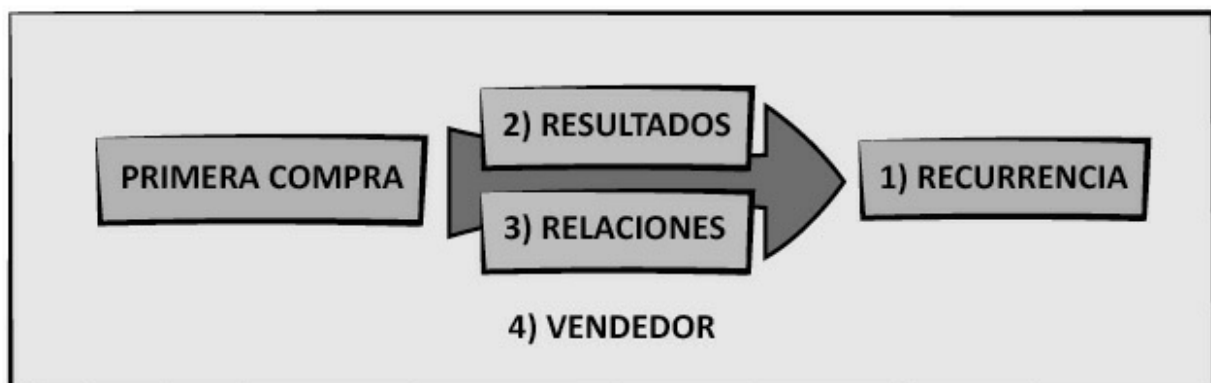 PRIMERA COMPRA
2) RESULTADOS
3) RELACIONES
1) RECURRENCIA
4) VENDEDOR